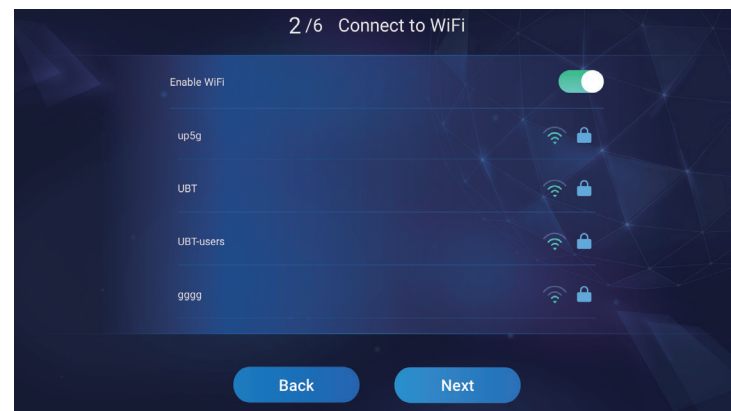 2 /6 Connect to WiFi
Enable WiFi
up5g
UBT
UBT-users
gggg
Back Next